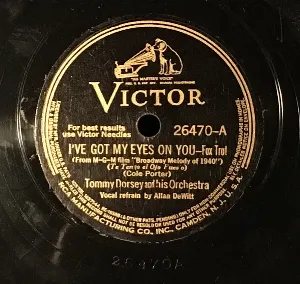 "HIS MASTER'S VOICE"
VICTOR
For best results
use Victor Needles
26470-A
I'VE GOT MY EYES ON YOU—Fox Trot
(From M-G-M film "Broadway Melody of 1940")
(Cole Porter)
Tommy Dorsey and his Orchestra
Vocal refrain by Allan DeWitt
RCA MANUFACTURING CO., INC. CAMDEN, N. J., U. S. A.
26470A